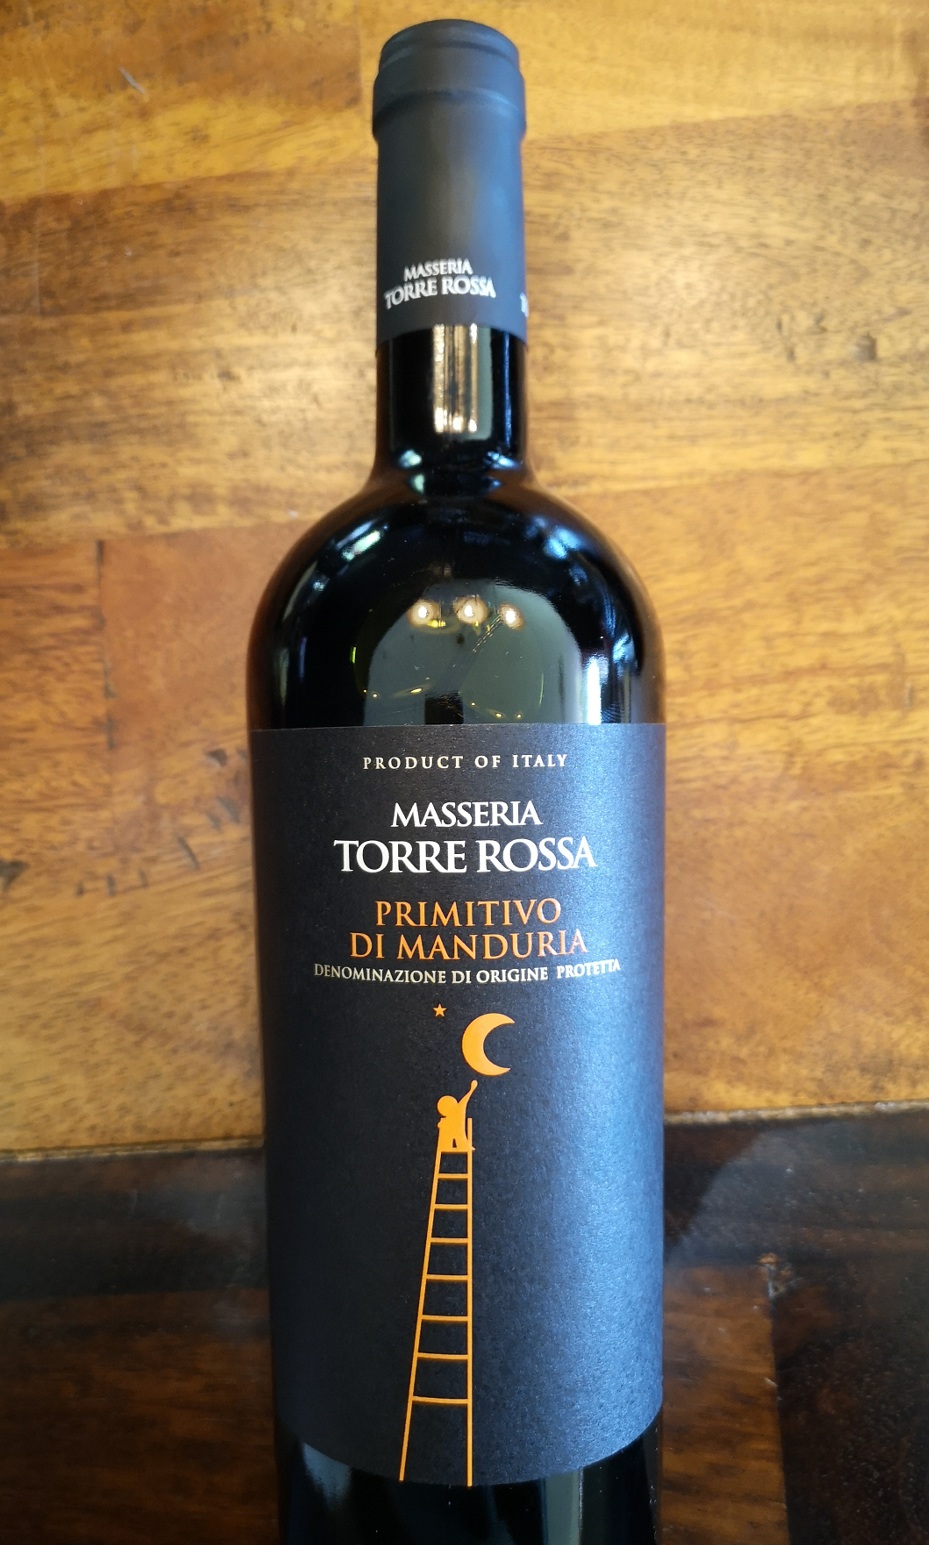 MASSERIA
TORRE ROSSA
PRODUCT OF ITALY
MASSERIA
TORRE ROSSA
PRIMITIVO
DI MANDURIA
DENOMINAZIONE DI ORIGINE PROTETTA